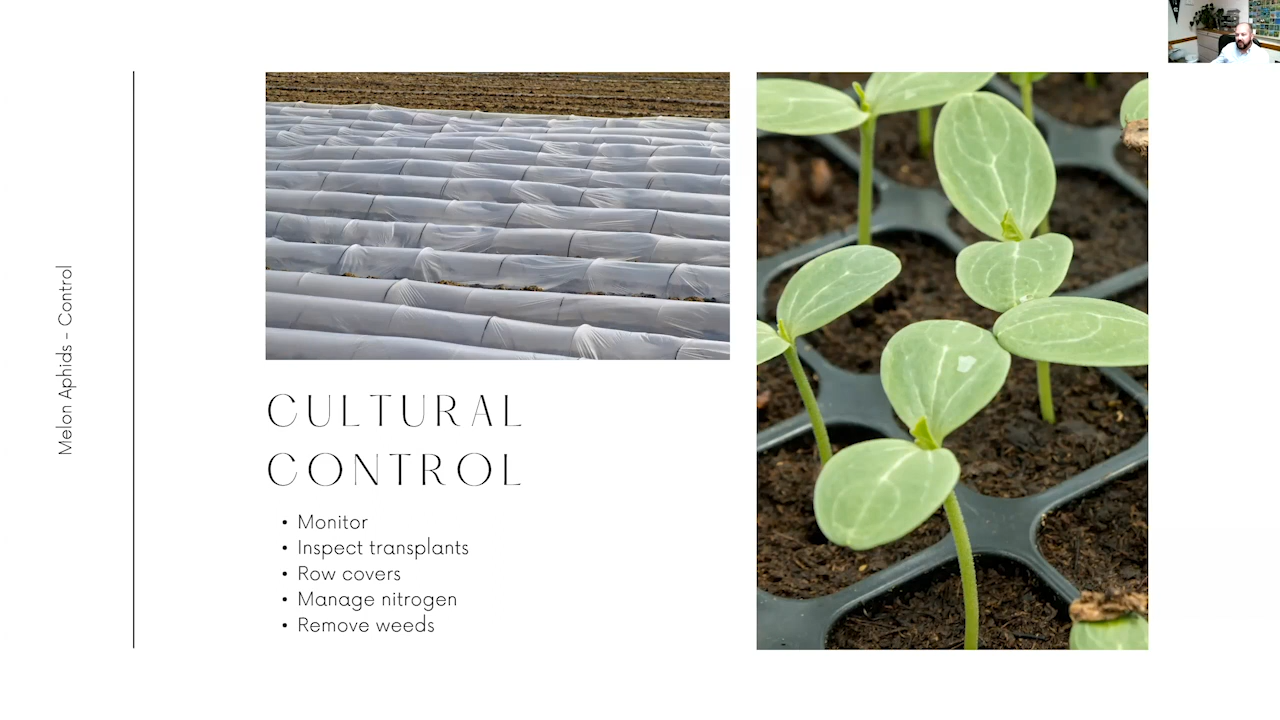 Melon Aphids - Control
CULTURAL
CONTROL
• Monitor
• Inspect transplants
• Row covers
• Manage nitrogen
• Remove weeds